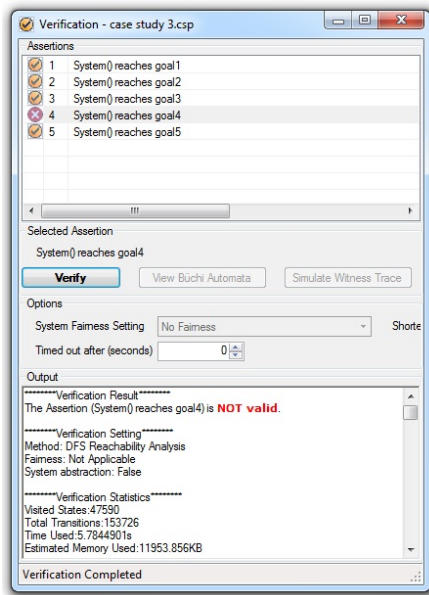 Verification - case study 3.csp
Assertions
1 System() reaches goal1
2 System() reaches goal2
3 System() reaches goal3
4 System() reaches goal4
5 System() reaches goal5
Selected Assertion
System() reaches goal4
Verify View Büchi Automata Simulate Witness Trace
Options
System Fairness Setting No Fairness Shorte
Timed out after (seconds) 0
Output
********Verification Result********
The Assertion (System() reaches goal4) is NOT valid.
********Verification Setting********
Method: DFS Reachability Analysis
Fairness: Not Applicable
System abstraction: False
********Verification Statistics********
Visited States:47590
Total Transitions:153726
Time Used:5.7844901s
Estimated Memory Used:11953.856KB
Verification Completed